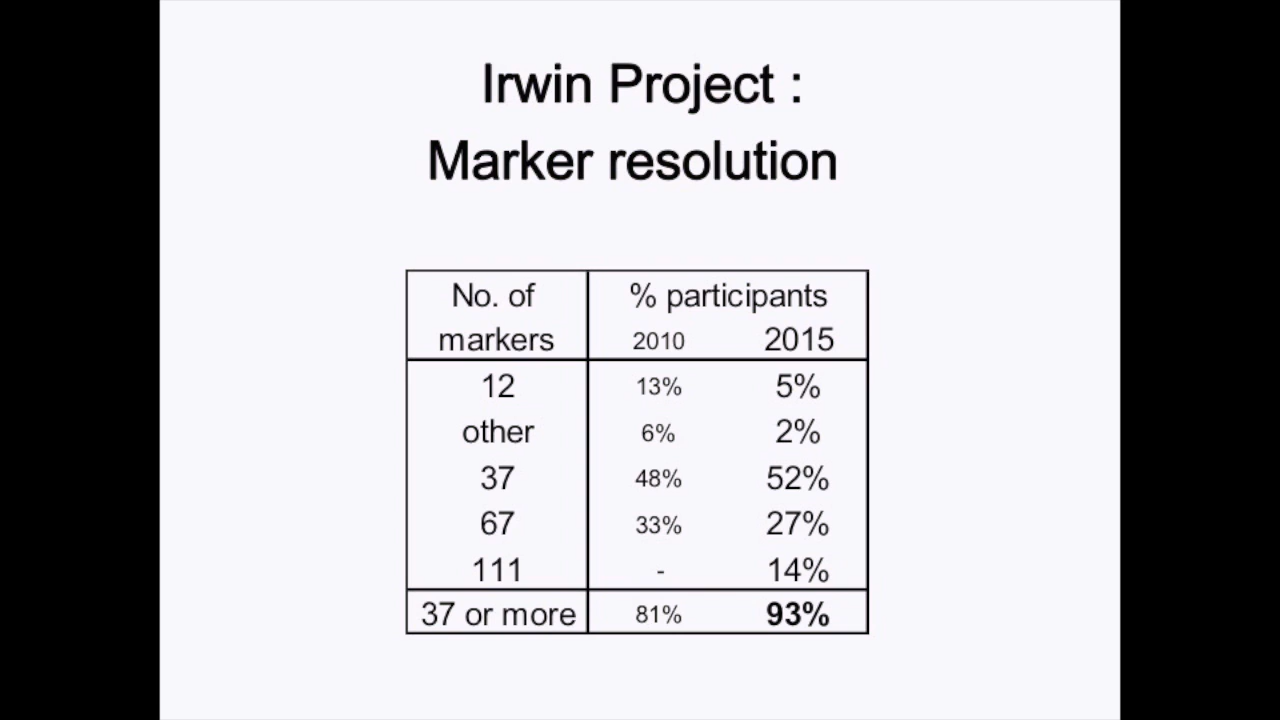 Irwin Project :
Marker resolution
No. of % participants
markers 2010 2015
12 13% 5%
other 6% 2%
37 48% 52%
67 33% 27%
111 - 14%
37 or more 81% 93%